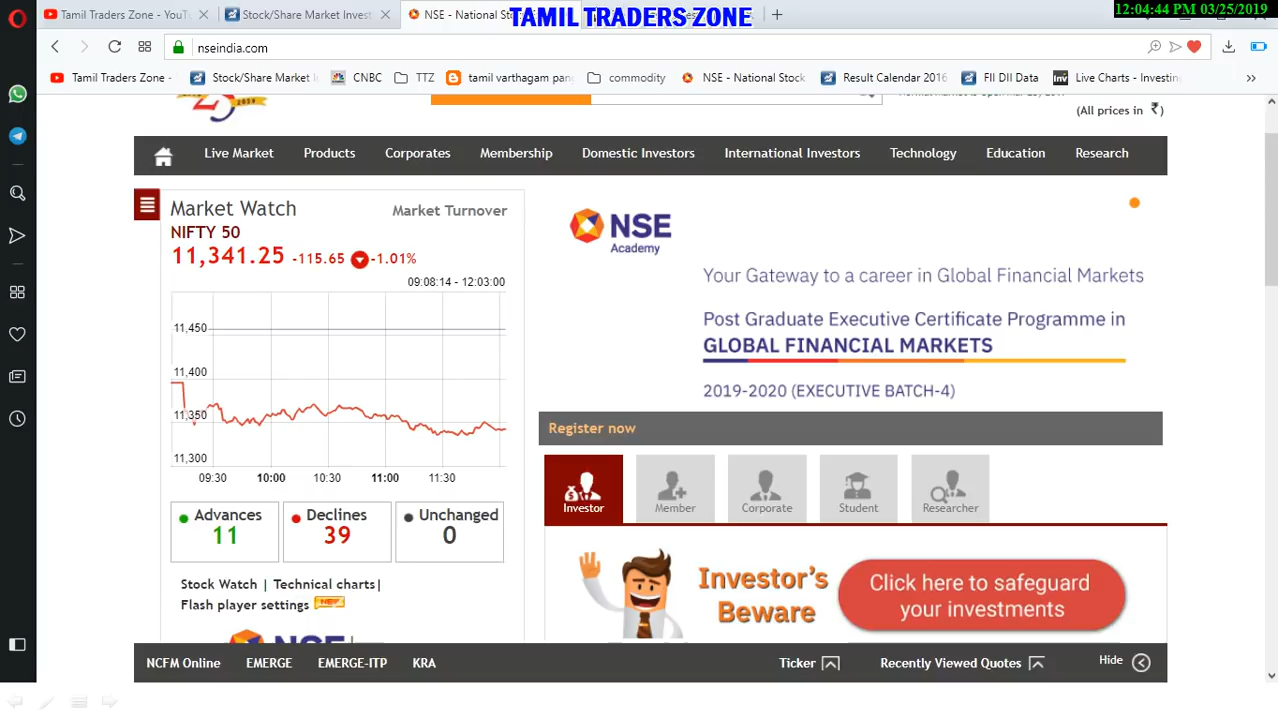 Tamil Traders Zone - YouT
Stock/Share Market Invest
NSE - National St
TAMIL TRADERS ZONE
12:04:44 PM 03/25/2019
nseindia.com
Tamil Traders Zone -
Stock/Share Market I
CNBC
TTZ
tamil varthagam pan
commodity
NSE - National Stock
Result Calendar 2016
FII DII Data
Inv
Live Charts - Investing
»
2019
(All prices in ₹)
Live Market
Products
Corporates
Membership
Domestic Investors
International Investors
Technology
Education
Research
Market Watch
Market Turnover
NIFTY 50
11,341.25 -115.65 -1.01%
09:08:14 - 12:03:00
11,450
11,400
11,350
11,300
09:30 10:00 10:30 11:00 11:30
Advances
11
Declines
39
Unchanged
0
Stock Watch | Technical charts|
Flash player settings NEW
NSE
NSE
Academy
Your Gateway to a career in Global Financial Markets
Post Graduate Executive Certificate Programme in
GLOBAL FINANCIAL MARKETS
2019-2020 (EXECUTIVE BATCH-4)
Register now
Investor
Member
Corporate
Student
Researcher
Investor's
Beware
Click here to safeguard
your investments
NCFM Online
EMERGE
EMERGE-ITP
KRA
Ticker
Recently Viewed Quotes
Hide